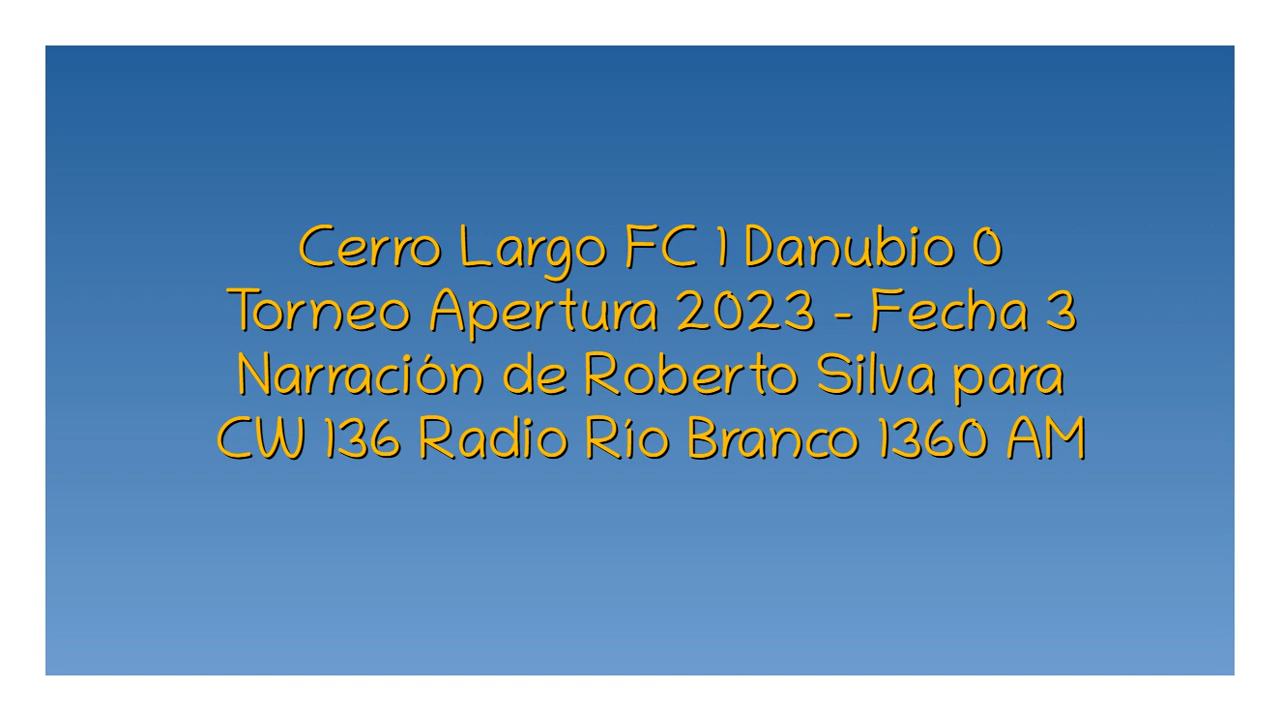 Cerro Largo FC 1 Danubio 0
Torneo Apertura 2023 - Fecha 3
Narración de Roberto Silva para
CW 136 Radio Río Branco 1360 AM